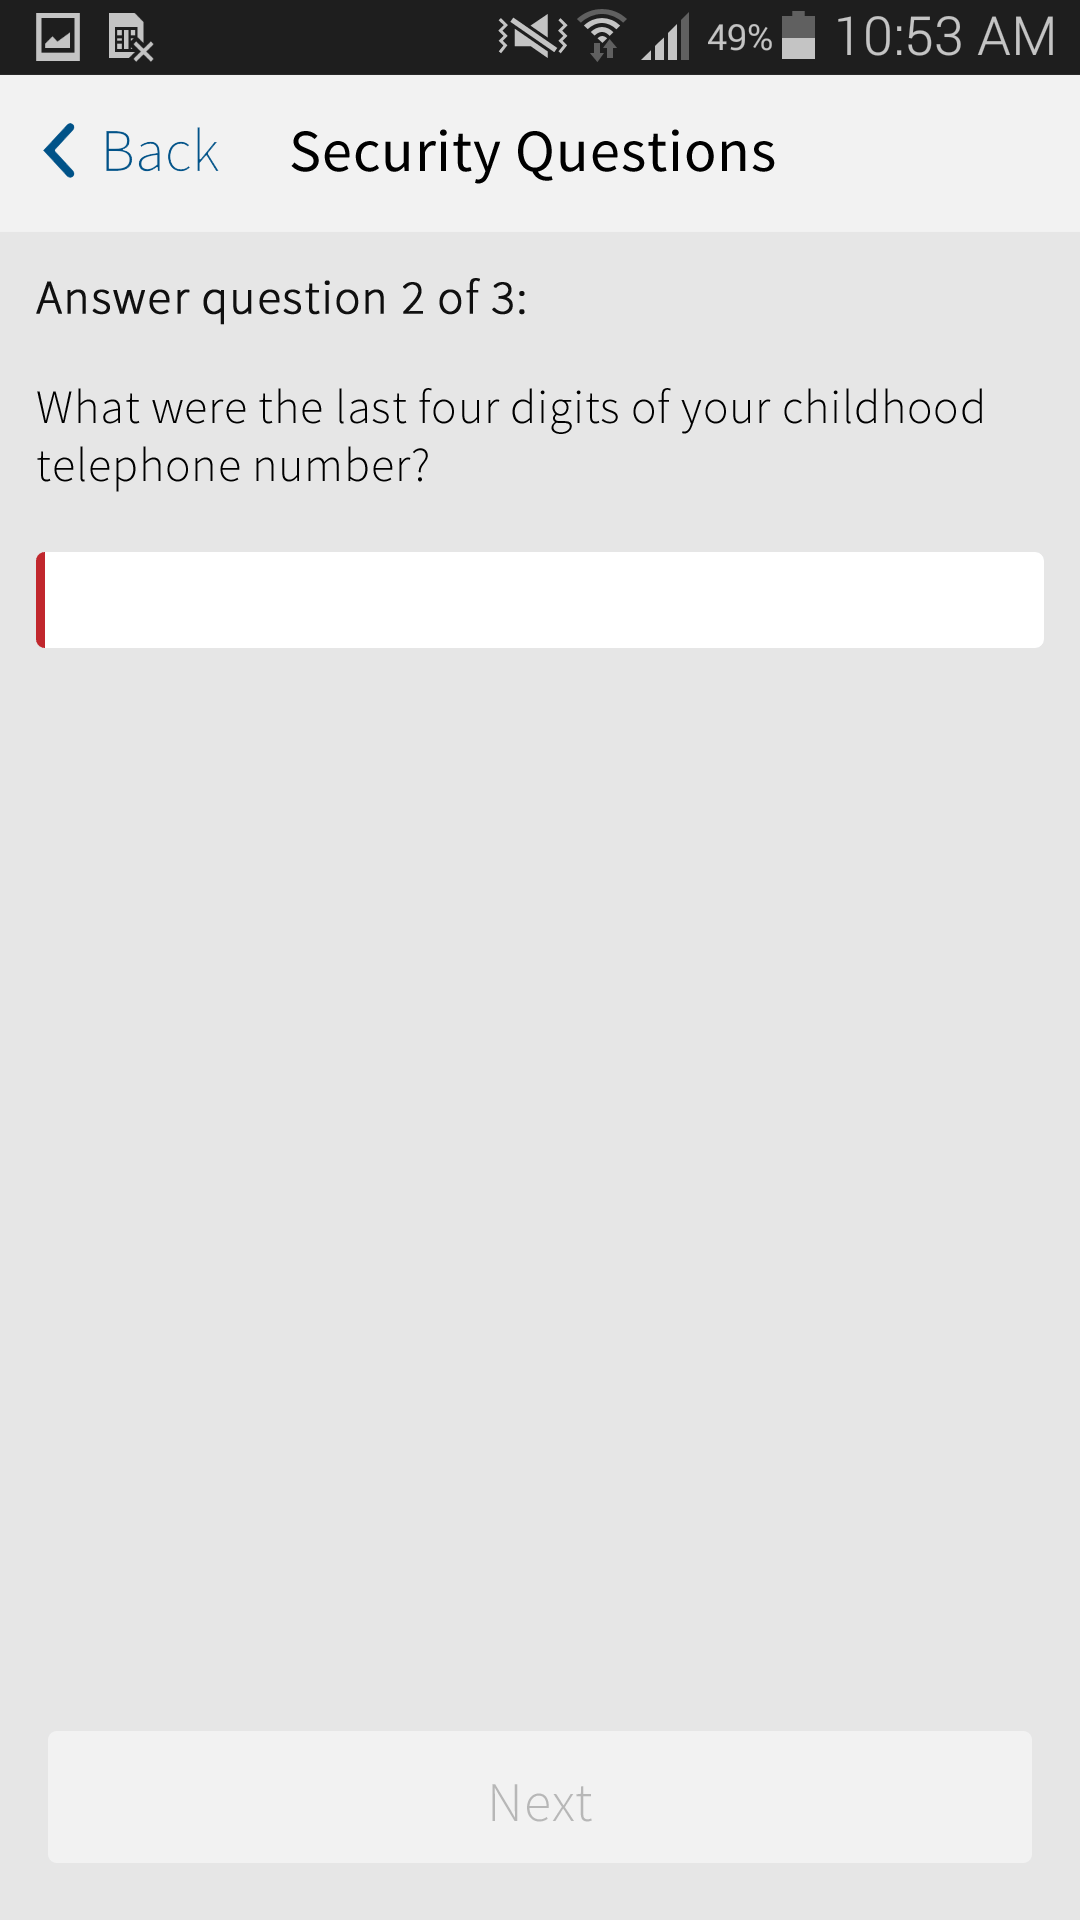 49% 10:53 AM
Back Security Questions
Answer question 2 of 3:
What were the last four digits of your childhood
telephone number?
Next